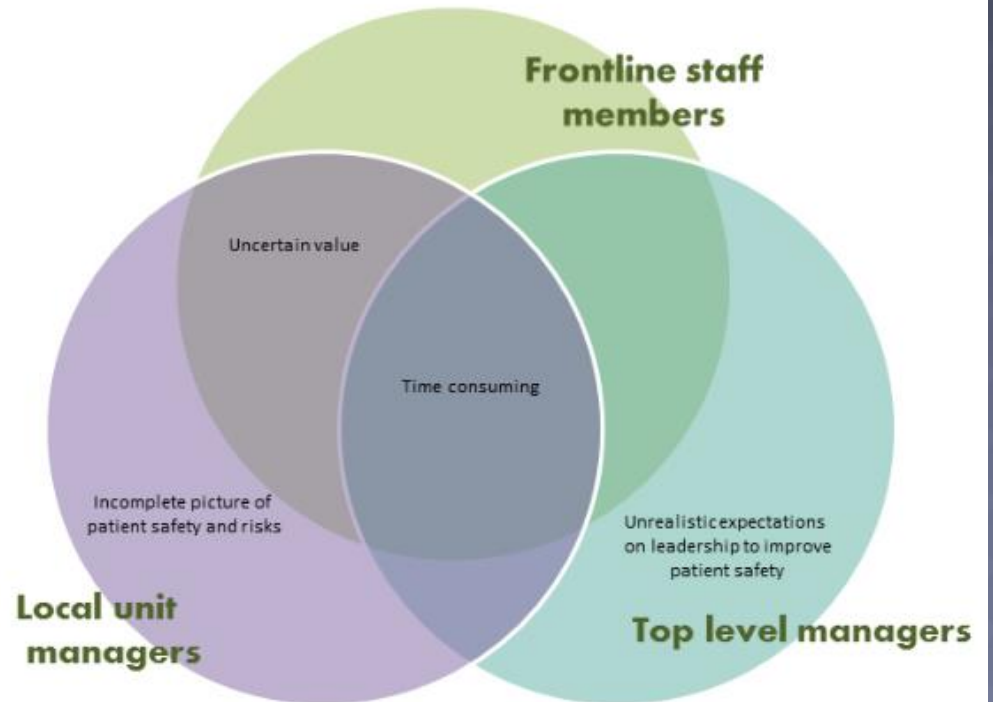 Frontline staff
members
Uncertain value
Time consuming
Incomplete picture of
patient safety and risks
Unrealistic expectations
on leadership to improve
patient safety
Local unit
managers
Top level managers